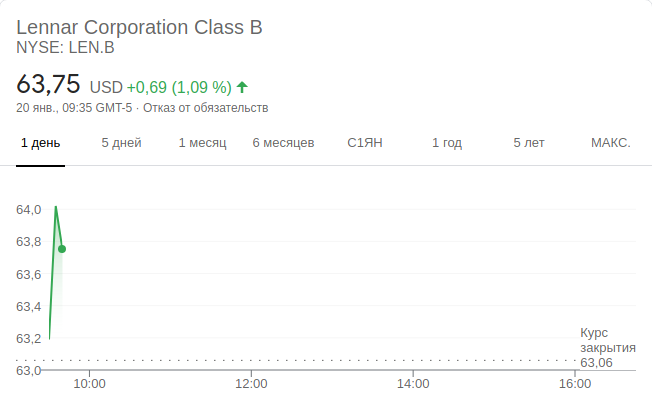 Lennar Corporation Class B
NYSE: LEN.B
63,75 USD +0,69 (1,09 %)
20 янв., 09:35 GMT-5 · Отказ от обязательств
1 день 5 дней 1 месяц 6 месяцев С1ЯН 1 год 5 лет МАКС.
64,0
63,8
63,6
63,4
63,2
63,0
Курс
закрытия
63,06
10:00 12:00 14:00 16:00